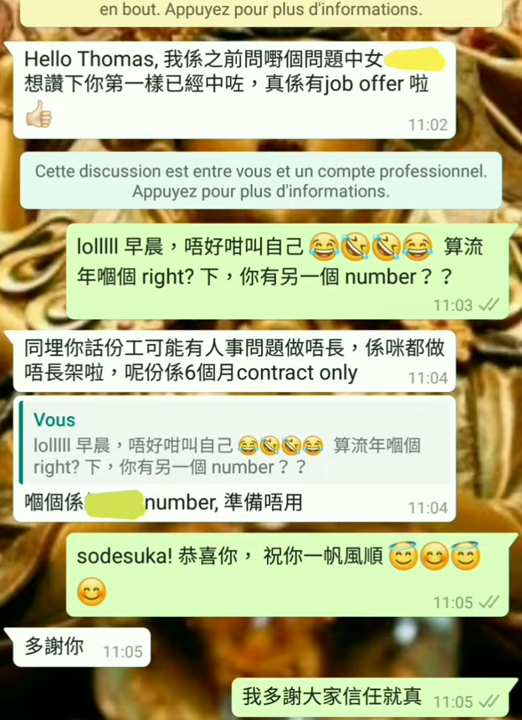 en bout. Appuyez pour plus d'informations.
Hello Thomas, 我係之前問嘢個問題中女
想讚下你第一樣已經中咗，真係有job offer 啦
11:02
Cette discussion est entre vous et un compte professionnel.
Appuyez pour plus d'informations.
lolllll 早晨，唔好咁叫自己 😂🤣🤣😂 算流
年嗰個 right? 下，你有另一個 number？？
11:03
同埋你話份工可能有人事問題做唔長，係咪都做
唔長架啦，呢份係6個月contract only
11:04
Vous
lolllll 早晨，唔好咁叫自己 😂🤣🤣😂 算流年嗰個
right? 下，你有另一個 number？？
嗰個係 number, 準備唔用
11:04
sodesuka! 恭喜你， 祝你一帆風順 😇😊😇
😊
11:05
多謝你 11:05
我多謝大家信任就真 11:05